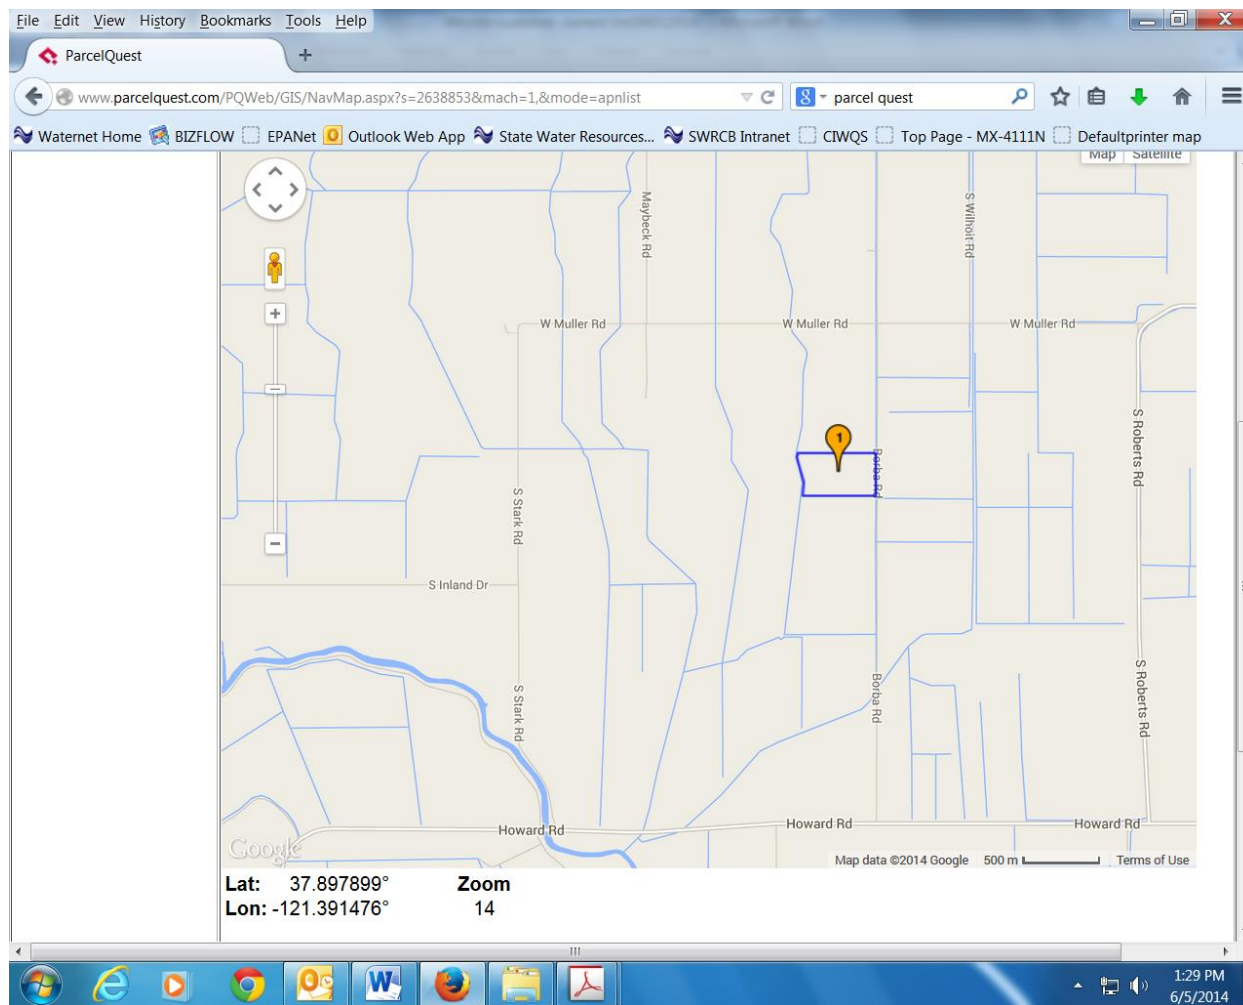 File Edit View History Bookmarks Tools Help
ParcelQuest
www.parcelquest.com/PQWeb/GIS/NavMap.aspx?s=2638853&mach=1,&mode=apnlist
8 parcel quest
Waternet Home BIZFLOW EPANet Outlook Web App State Water Resources... SWRCB Intranet CIWQS Top Page - MX-4111N Defaultprinter map
Map Satellite
Maybeck Rd
S Wilhoit Rd
W Muller Rd W Muller Rd W Muller Rd
S Roberts Rd
1
Borba Rd
S Stark Rd
S Inland Dr
S Stark Rd
Borba Rd
S Roberts Rd
Howard Rd Howard Rd Howard Rd
Google
Map data ©2014 Google 500 m Terms of Use
Lat: 37.897899° Zoom
Lon: -121.391476° 14
1:29 PM
6/5/2014